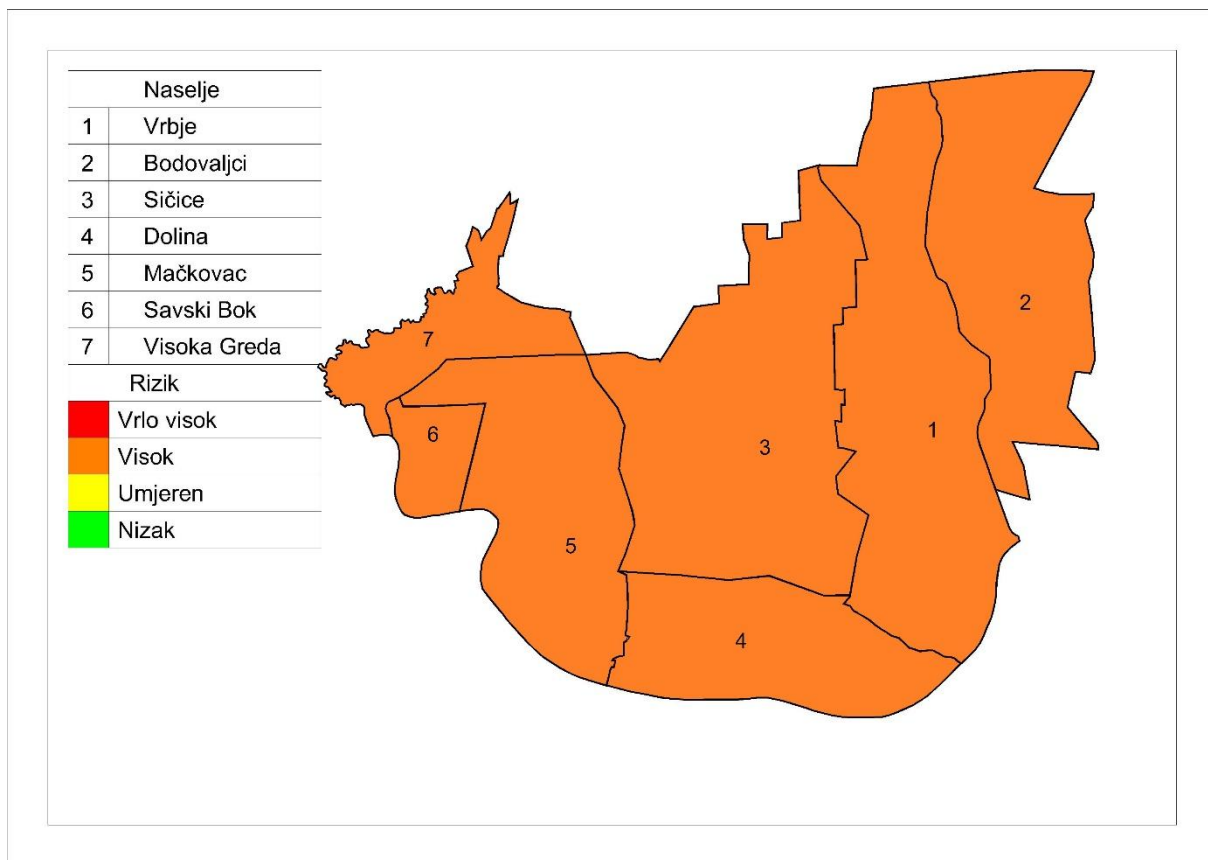 Naselje
1 Vrbje
2 Bodovaljci
3 Sičice
4 Dolina
5 Mačkovac
6 Savski Bok
7 Visoka Greda
Rizik
Vrlo visok
Visok
Umjeren
Nizak
2
7
1
6
3
5
4